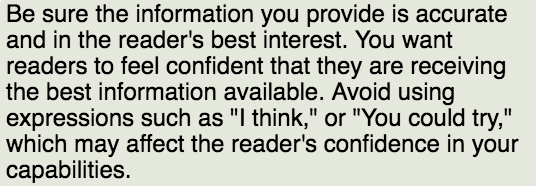 Be sure the information you provide is accurate
and in the reader's best interest. You want
readers to feel confident that they are receiving
the best information available. Avoid using
expressions such as "I think," or "You could try,"
which may affect the reader's confidence in your
capabilities.